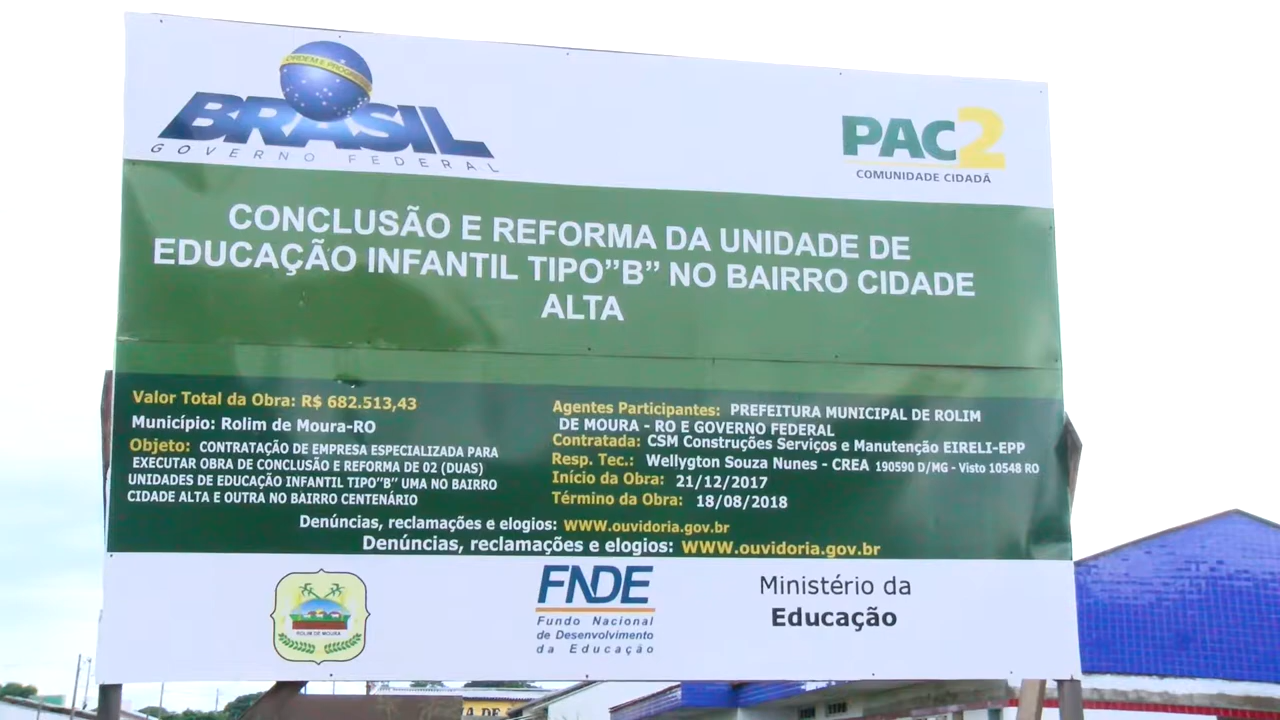 ORDEM E PROGRESSO
BRASIL
GOVERNO FEDERAL
PAC2
COMUNIDADE CIDADÃ
CONCLUSÃO E REFORMA DA UNIDADE DE
EDUCAÇÃO INFANTIL TIPO”B” NO BAIRRO CIDADE
ALTA
Valor Total da Obra: R$ 682.513,43
Município: Rolim de Moura-RO
Objeto: CONTRATAÇÃO DE EMPRESA ESPECIALIZADA PARA
EXECUTAR OBRA DE CONCLUSÃO E REFORMA DE 02 (DUAS)
UNIDADES DE EDUCAÇÃO INFANTIL TIPO”B” UMA NO BAIRRO
CIDADE ALTA E OUTRA NO BAIRRO CENTENÁRIO
Agentes Participantes: PREFEITURA MUNICIPAL DE ROLIM
DE MOURA - RO E GOVERNO FEDERAL
Contratada: CSM Construções Serviços e Manutenção EIRELI-EPP
Resp. Tec.: Wellygton Souza Nunes - CREA 190590 D/MG - Visto 10548 RO
Início da Obra: 21/12/2017
Término da Obra: 18/08/2018
Denúncias, reclamações e elogios: WWW.ouvidoria.gov.br
Denúncias, reclamações e elogios: WWW.ouvidoria.gov.br
ROLIM DE MOURA
FNDE
Fundo Nacional
de Desenvolvimento
da Educação
Ministério da
Educação